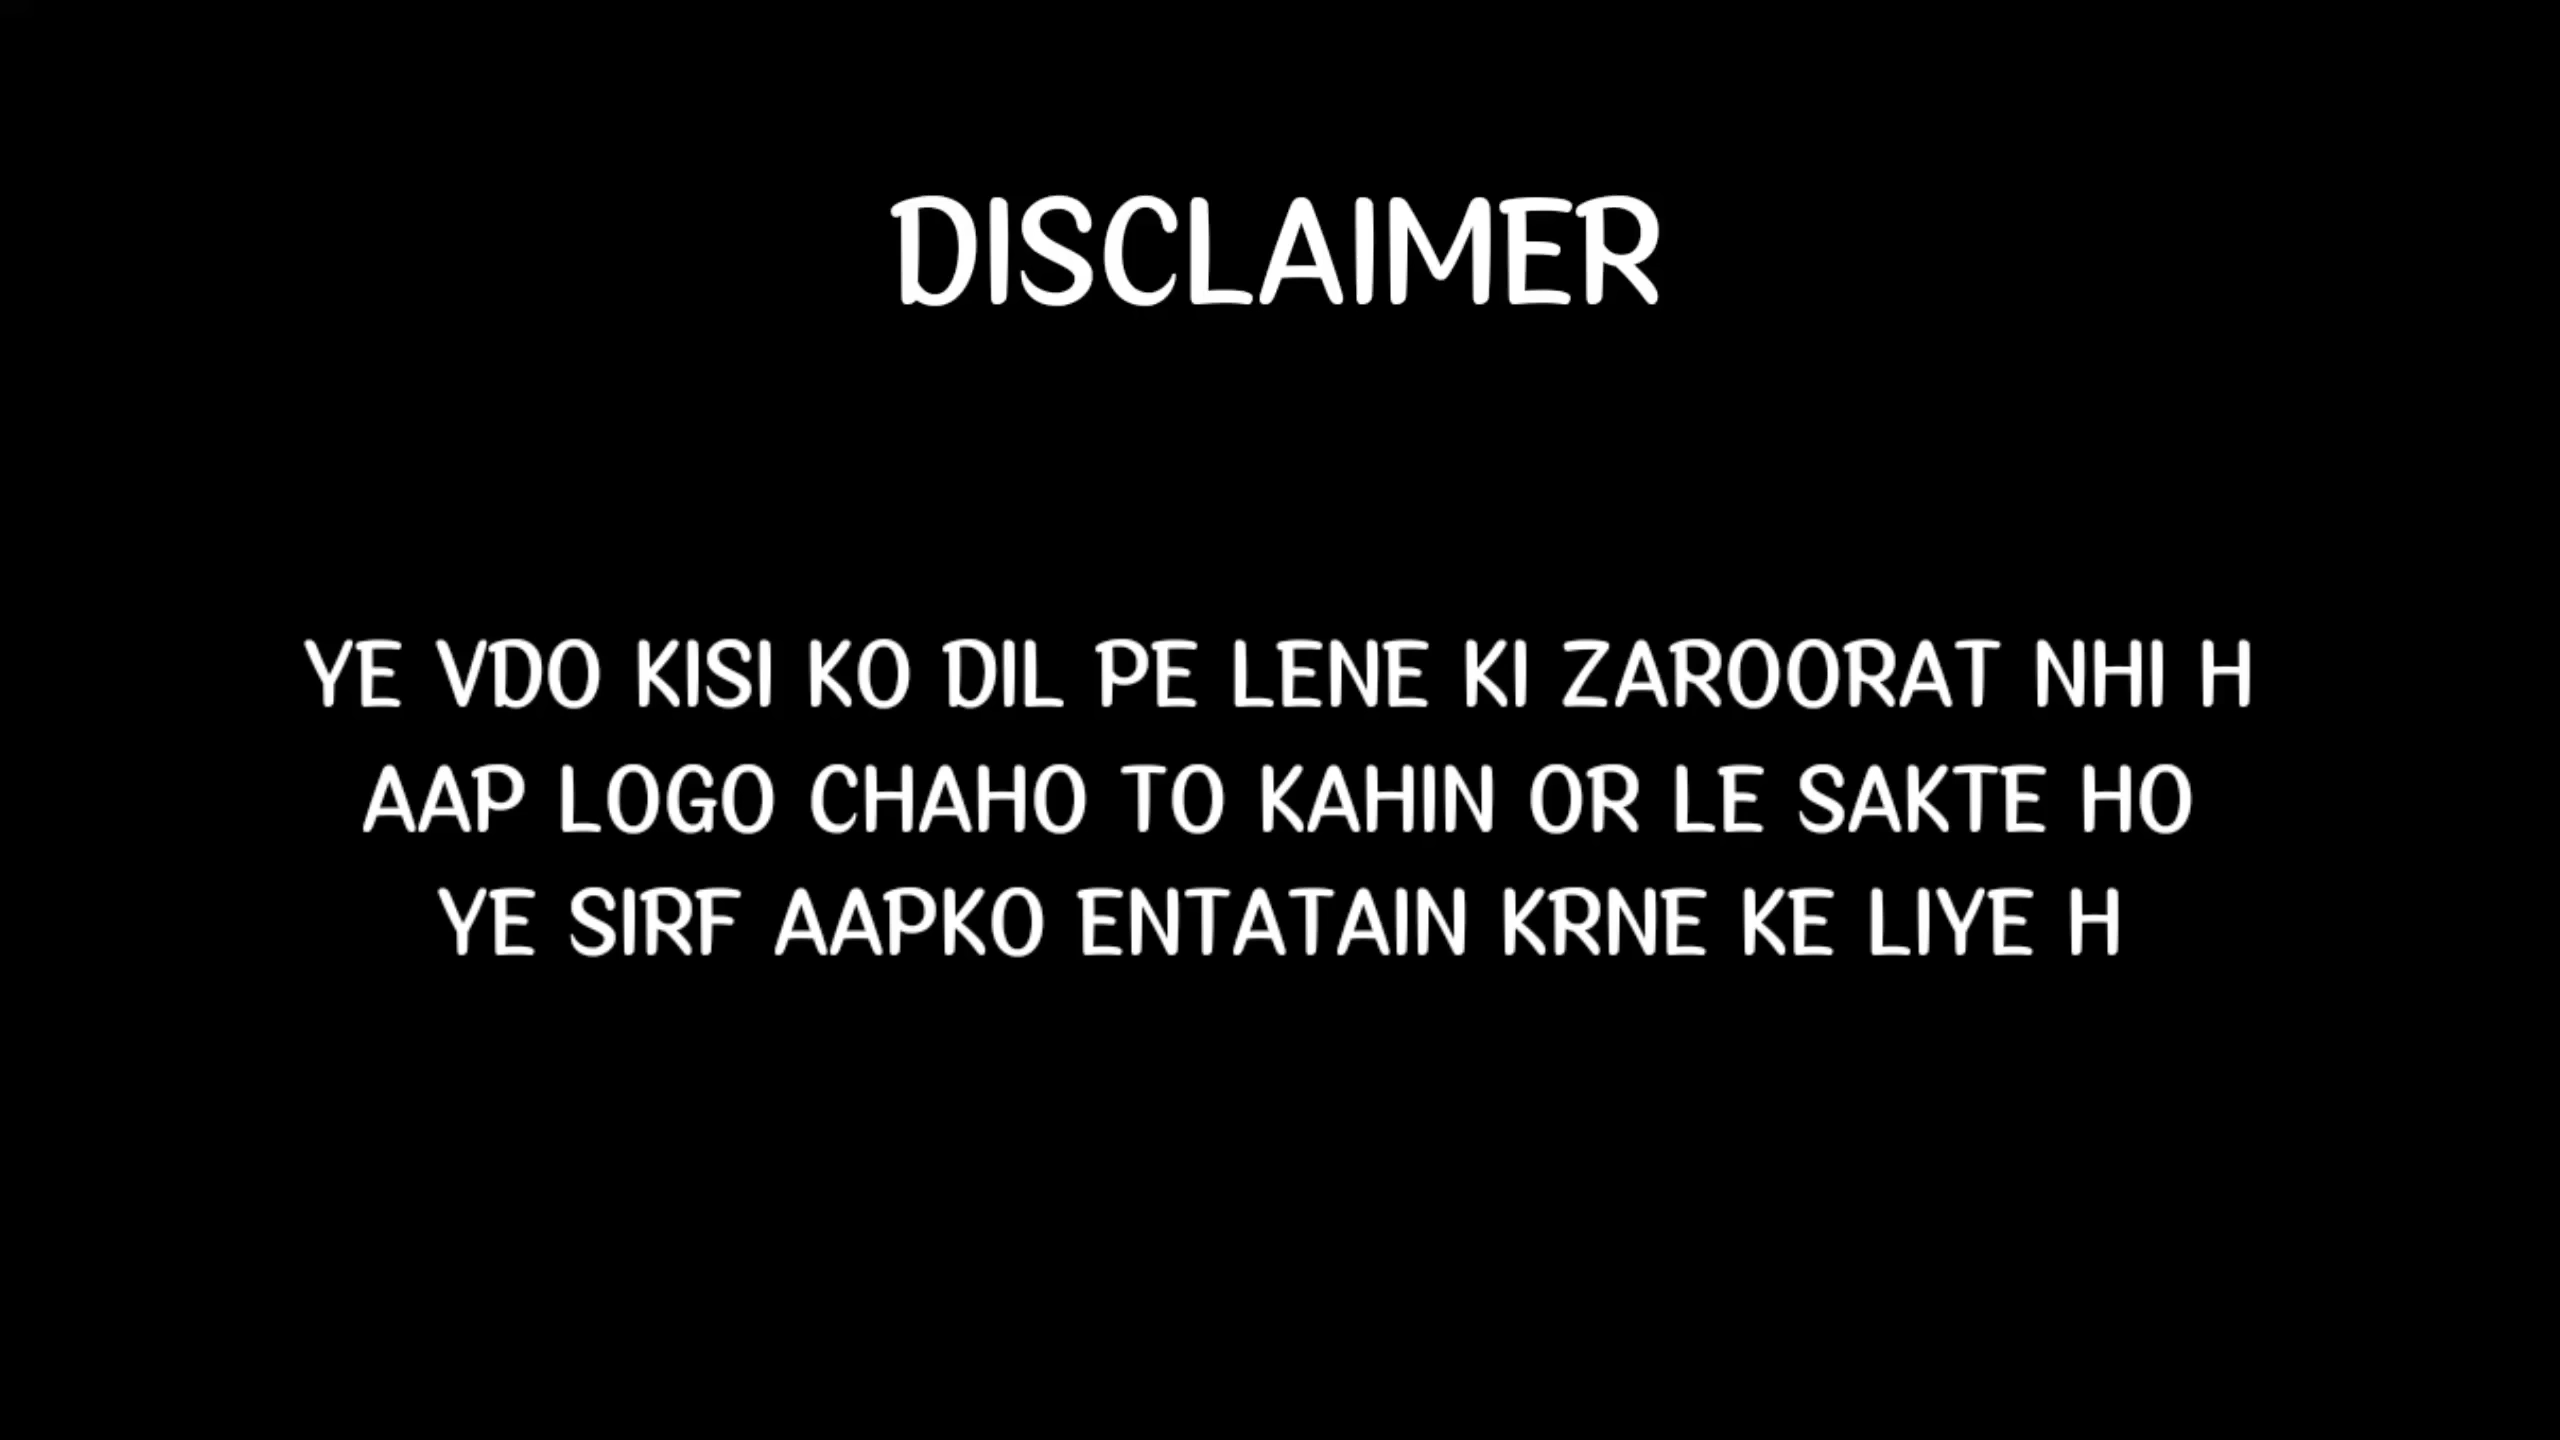 DISCLAIMER
YE VDO KISI KO DIL PE LENE KI ZAROORAT NHI H
AAP LOGO CHAHO TO KAHIN OR LE SAKTE HO
YE SIRF AAPKO ENTATAIN KRNE KE LIYE H